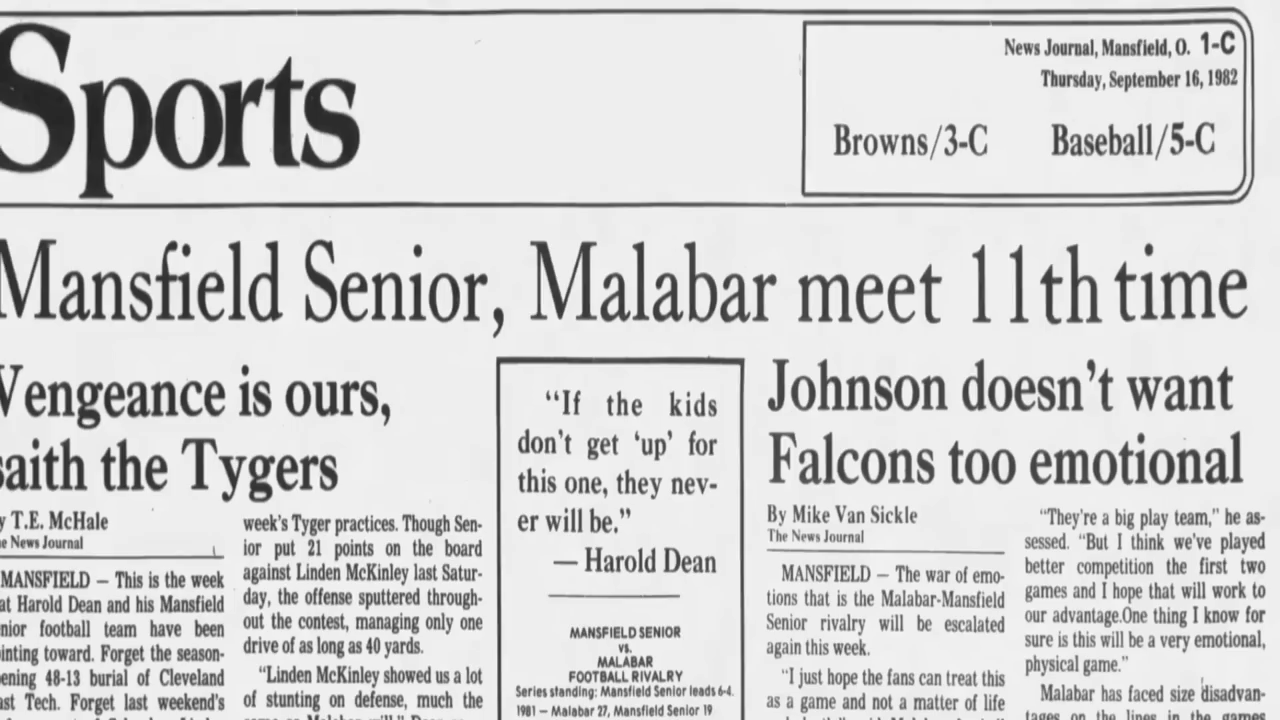 Sports
News Journal, Mansfield, O. 1-C
Thursday, September 16, 1982
Browns/3-C Baseball/5-C
Mansfield Senior, Malabar meet 11th time
Vengeance is ours,
saith the Tygers
T.E. McHale
News Journal
MANSFIELD — This is the week
Harold Dean and his Mansfield
football team have been
toward. Forget the season-
48-13 burial of Cleveland
Tech. Forget last weekend's
week's Tyger practices. Though Sen-
ior put 21 points on the board
against Linden McKinley last Satur-
day, the offense sputtered through-
out the contest, managing only one
drive of as long as 40 yards.
"Linden McKinley showed us a lot
of stunting on defense, much the
"If the kids
don't get 'up' for
this one, they nev-
er will be."
— Harold Dean
MANSFIELD SENIOR
VS.
MALABAR
FOOTBALL RIVALRY
Series standing: Mansfield Senior leads 6-4.
1981 — Malabar 27, Mansfield Senior 19
Johnson doesn't want
Falcons too emotional
By Mike Van Sickle
The News Journal
MANSFIELD — The war of emo-
tions that is the Malabar-Mansfield
Senior rivalry will be escalated
again this week.
"I just hope the fans can treat this
as a game and not a matter of life
"They're a big play team," he as-
sessed. "But I think we've played
better competition the first two
games and I hope that will work to
our advantage.One thing I know for
sure is this will be a very emotional,
physical game."
Malabar has faced size disadvan-
tages on the lines in the games